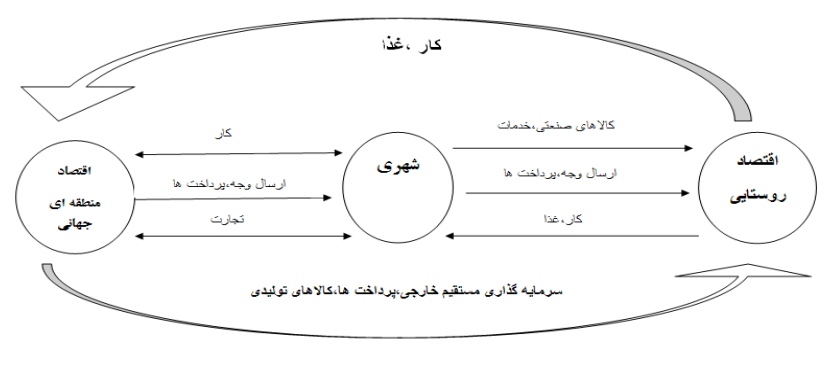 کار ،غذا
کالاهای صنعتی،خدمات
کار
اقتصاد
روستایی
شهری
ارسال وجه،پرداخت ها
ارسال وجه،پرداخت ها
اقتصاد
منطقه ای
جهانی
کار،غذا
تجارت
سرمایه گذاری مستقیم خارجی،پرداخت ها،کالاهای تولیدی